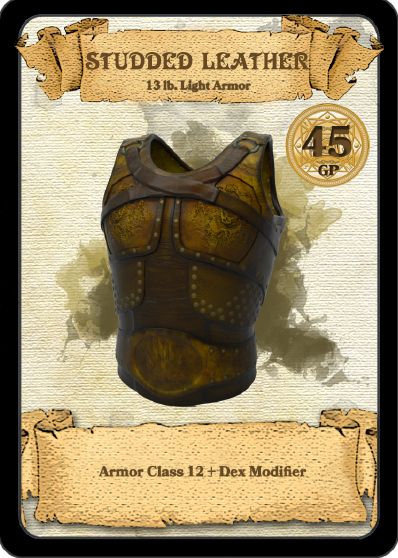 STUDDED LEATHER
13 lb. Light Armor
45
GP
Armor Class 12 + Dex Modifier